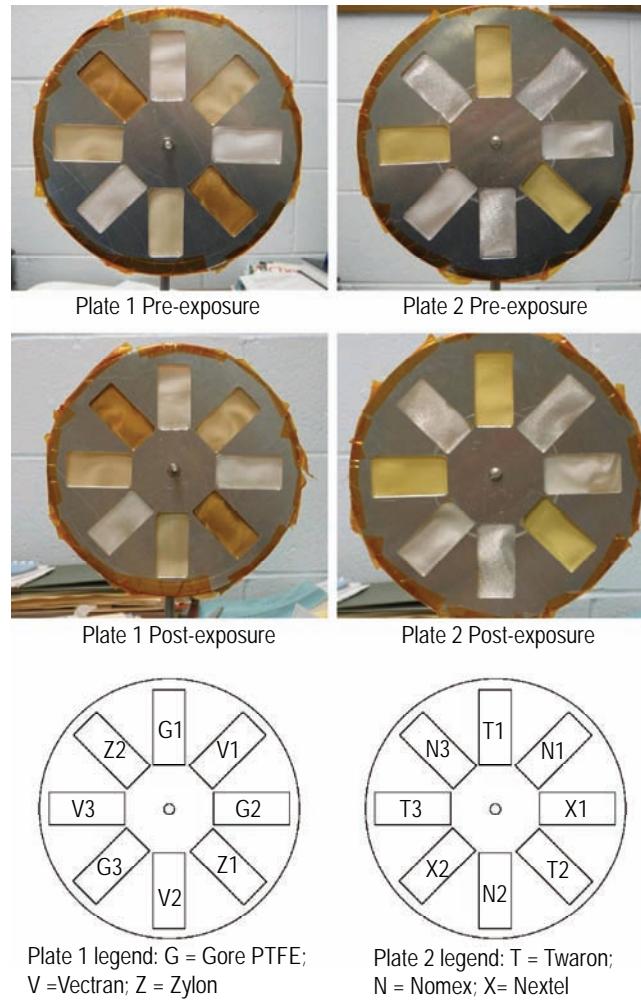 Plate 1 Pre-exposure
Plate 2 Pre-exposure
Plate 1 Post-exposure
Plate 2 Post-exposure
G1
Z2
V1
V3
G2
G3
Z1
V2
T1
N3
N1
T3
X1
X2
T2
N2
Plate 1 legend: G = Gore PTFE;
V =Vectran; Z = Zylon
Plate 2 legend: T = Twaron;
N = Nomex; X= Nextel